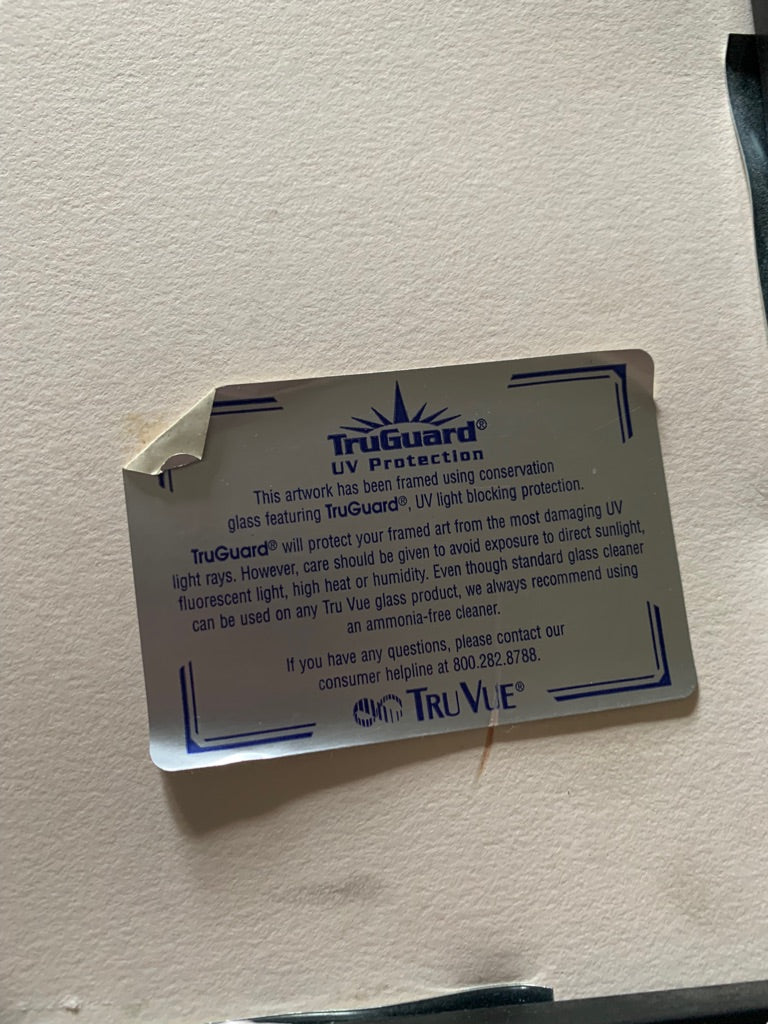 TruGuard®
UV Protection
This artwork has been framed using conservation
glass featuring TruGuard®, UV light blocking protection.
TruGuard® will protect your framed art from the most damaging UV
light rays. However, care should be given to avoid exposure to direct sunlight,
fluorescent light, high heat or humidity. Even though standard glass cleaner
can be used on any Tru Vue glass product, we always recommend using
an ammonia-free cleaner.
If you have any questions, please contact our
consumer helpline at 800.282.8788.
TRU VUE®